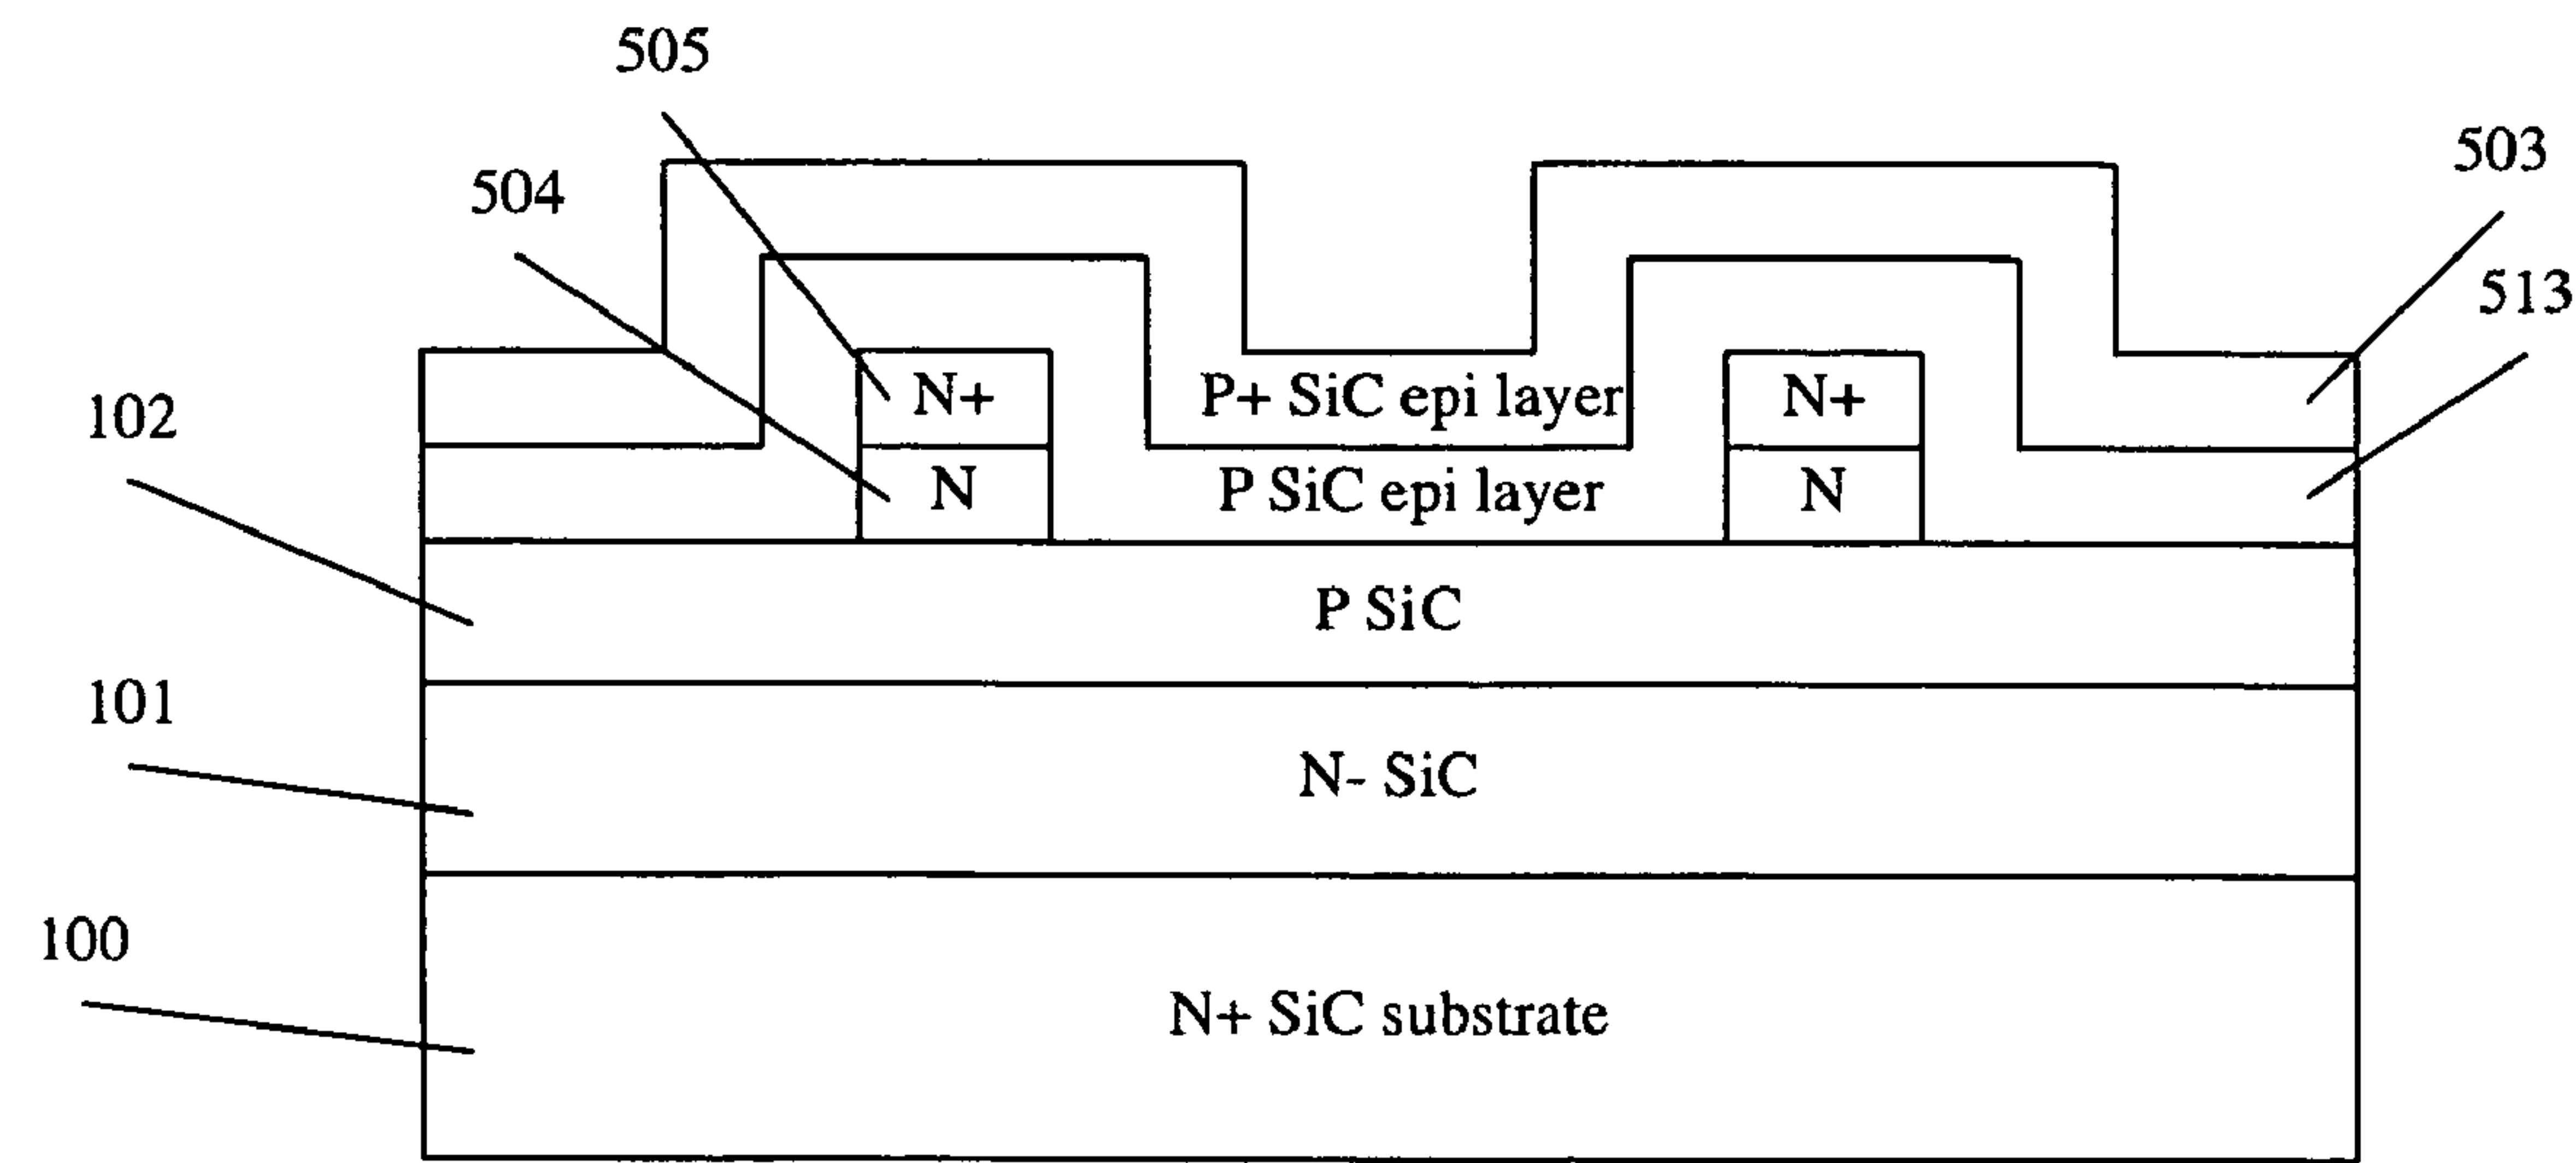 505
503
504
513
N+
P+ SiC epi layer
N+
102
N
P SiC epi layer
N
P SiC
101
N- SiC
100
N+ SiC substrate